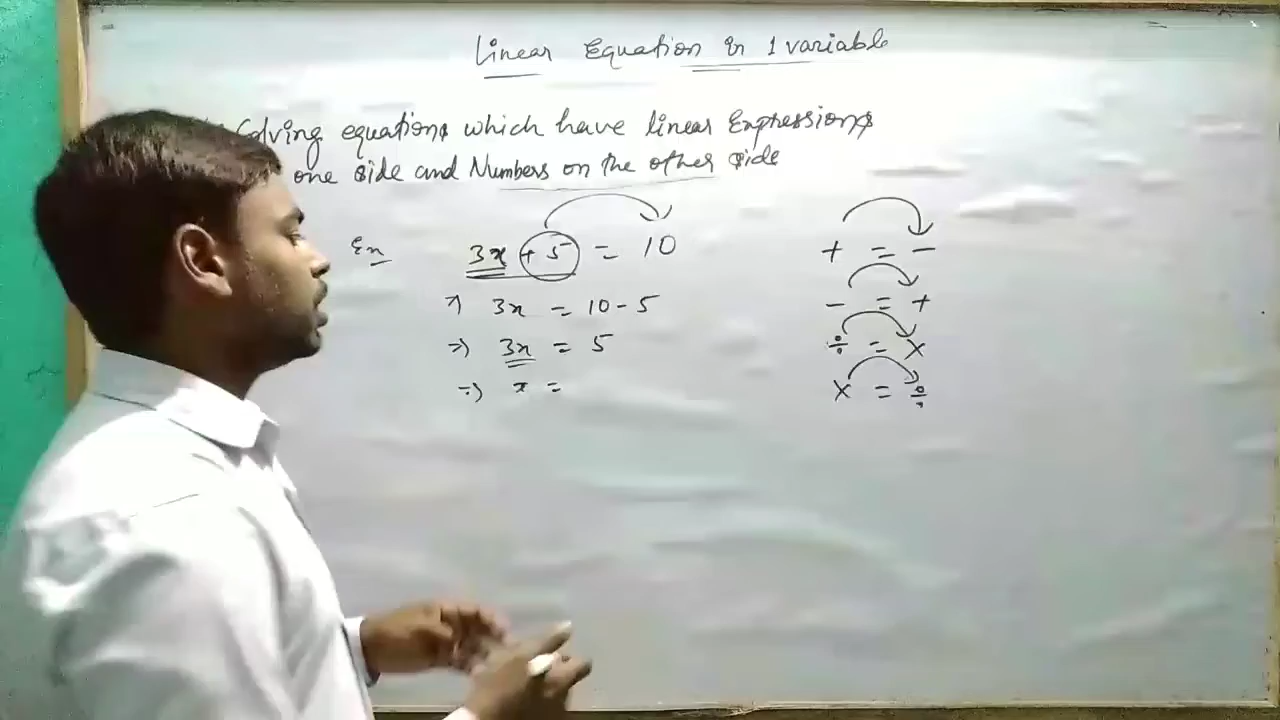 Linear Equation in 1 variable
Solving equations which have linear Expressions
one side and Numbers on the other side
Ex
3x + 5 = 10
+ = -
⇒ 3x = 10 - 5
- = +
⇒ 3x = 5
÷ = ×
⇒ x =
× = ÷